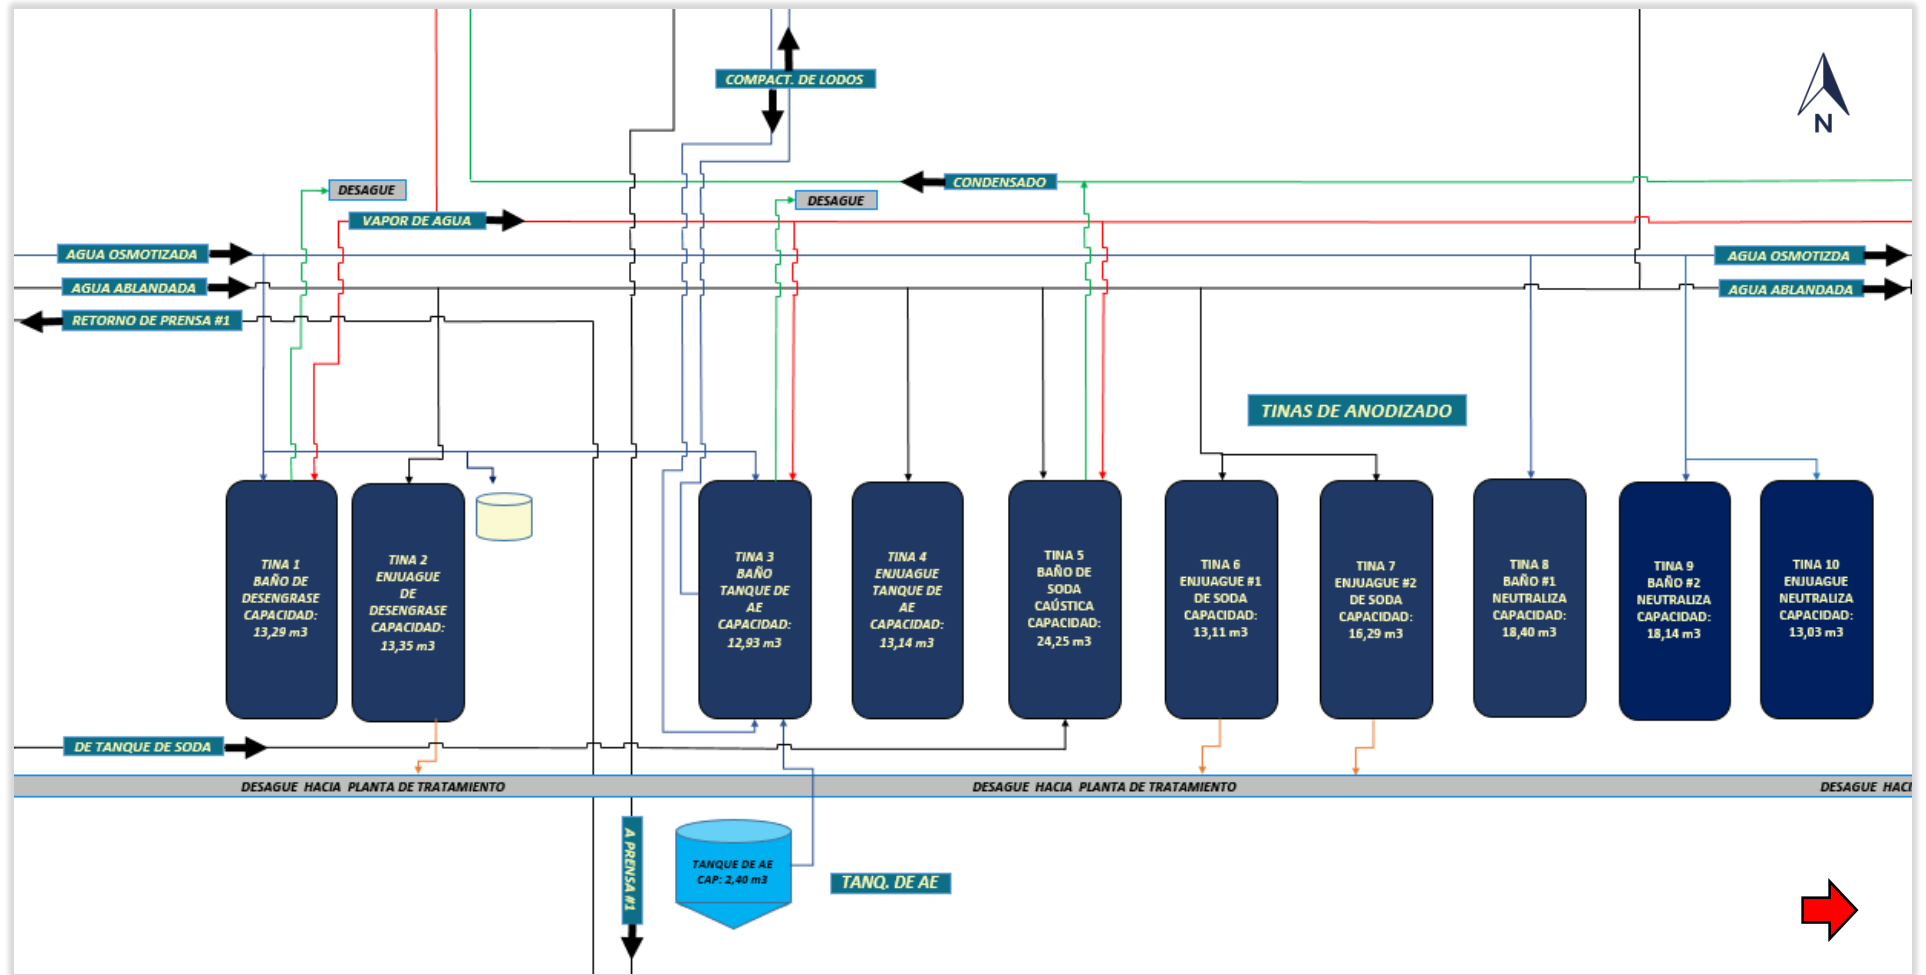 COMPACT. DE LODOS
N
CONDENSADO
DESAGUE
DESAGUE
VAPOR DE AGUA
AGUA OSMOTIZADA
AGUA OSMOTIZDA
AGUA ABLANDADA
AGUA ABLANDADA
RETORNO DE PRENSA #1
TINAS DE ANODIZADO
TINA 1
BAÑO DE
DESENGRASE
CAPACIDAD:
13,29 m3
TINA 2
ENJUAGUE
DE
DESENGRASE
CAPACIDAD:
13,35 m3
TINA 3
BAÑO
TANQUE DE
AE
CAPACIDAD:
12,93 m3
TINA 4
ENJUAGUE
TANQUE DE
AE
CAPACIDAD:
13,14 m3
TINA 5
BAÑO DE
SODA
CAÚSTICA
CAPACIDAD:
24,25 m3
TINA 6
ENJUAGUE #1
DE SODA
CAPACIDAD:
13,11 m3
TINA 7
ENJUAGUE #2
DE SODA
CAPACIDAD:
16,29 m3
TINA 8
BAÑO #1
NEUTRALIZA
CAPACIDAD:
18,40 m3
TINA 9
BAÑO #2
NEUTRALIZA
CAPACIDAD:
18,14 m3
TINA 10
ENJUAGUE
NEUTRALIZA
CAPACIDAD:
13,03 m3
DE TANQUE DE SODA
DESAGUE HACIA PLANTA DE TRATAMIENTO
DESAGUE HACIA PLANTA DE TRATAMIENTO
DESAGUE HACI
A PRENSA #1
TANQUE DE AE
CAP: 2,40 m3
TANQ. DE AE